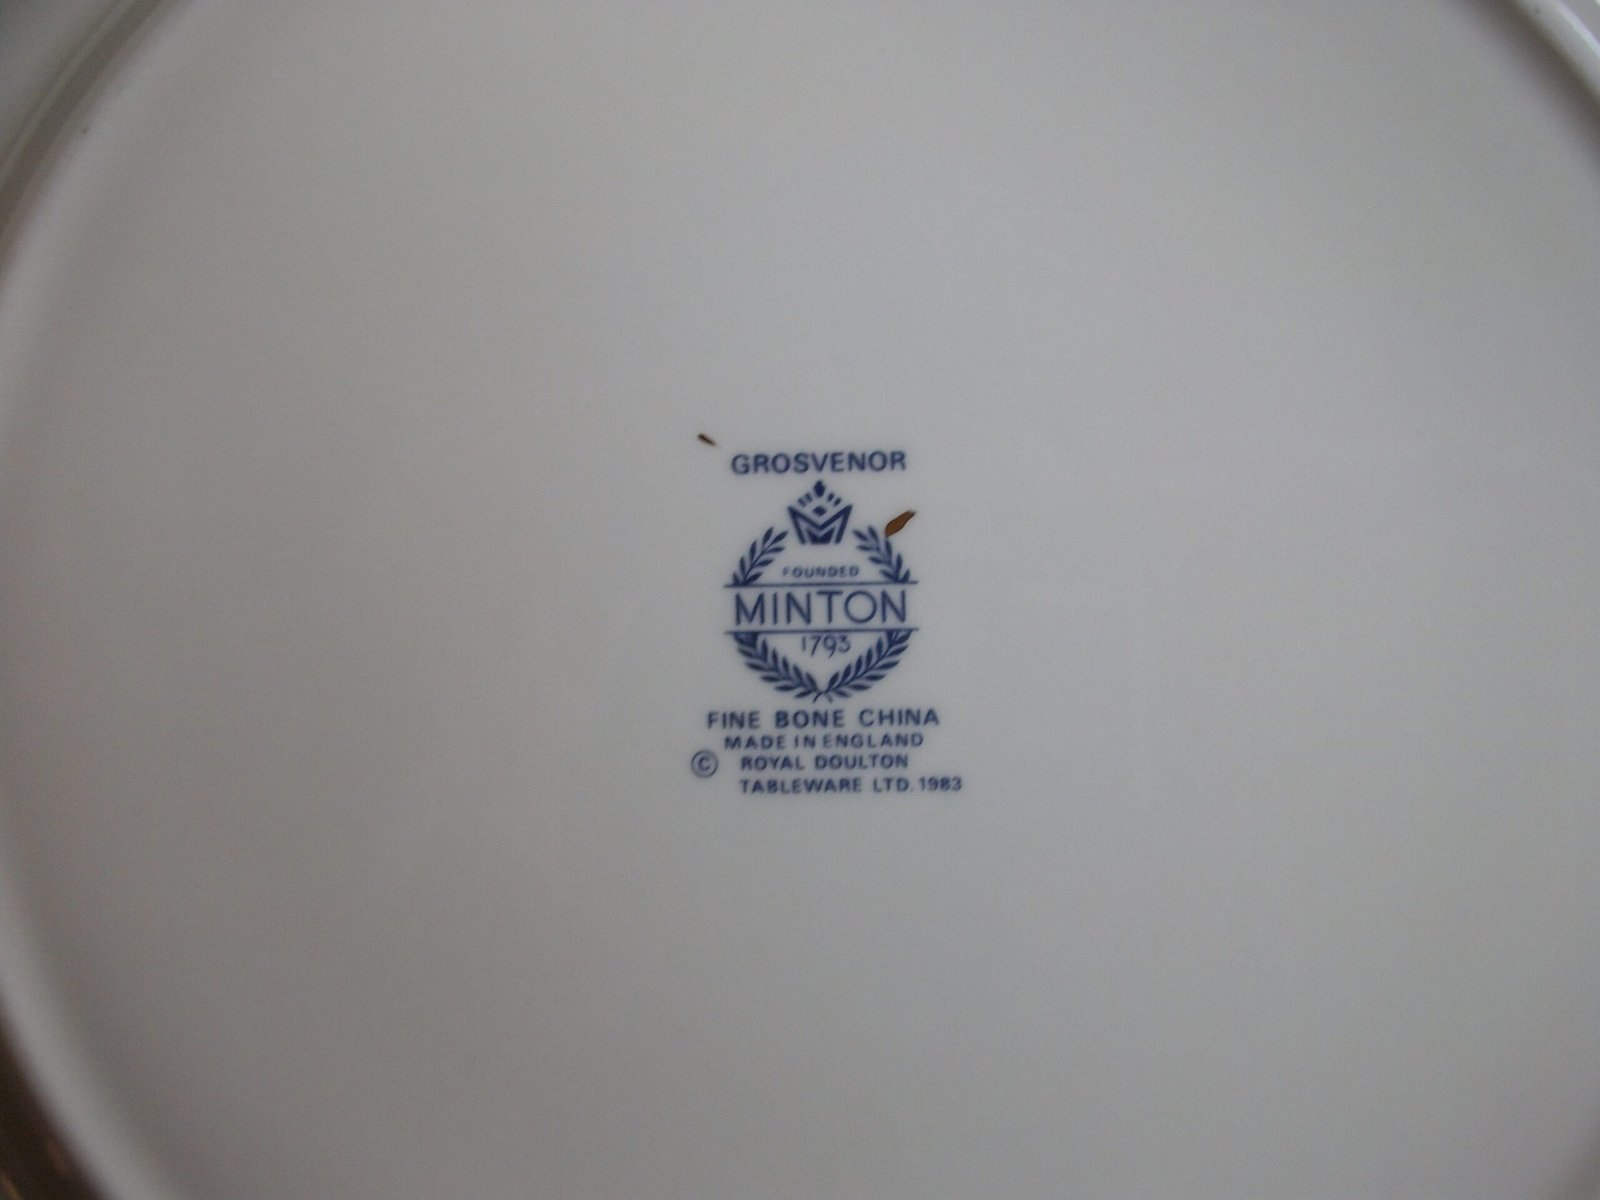 GROSVENOR
FOUNDED
MINTON
1793
FINE BONE CHINA
MADE IN ENGLAND
© ROYAL DOULTON
TABLEWARE LTD. 1983